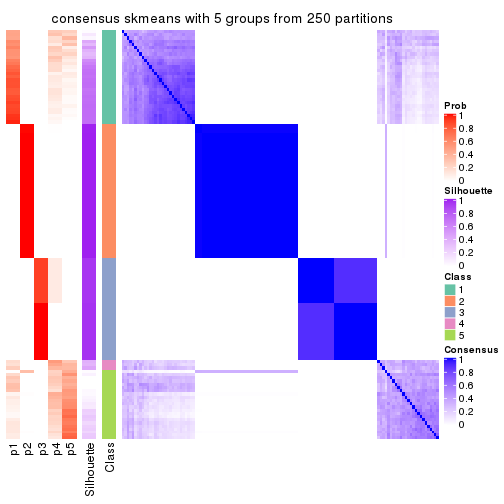 consensus skmeans with 5 groups from 250 partitions
Prob
1
0.8
0.6
0.4
0.2
0
Silhouette
1
0.8
0.6
0.4
0.2
0
Class
1
2
3
4
5
Consensus
1
0.8
0.6
0.4
0.2
0
p1
p2
p3
p4
p5
Silhouette
Class